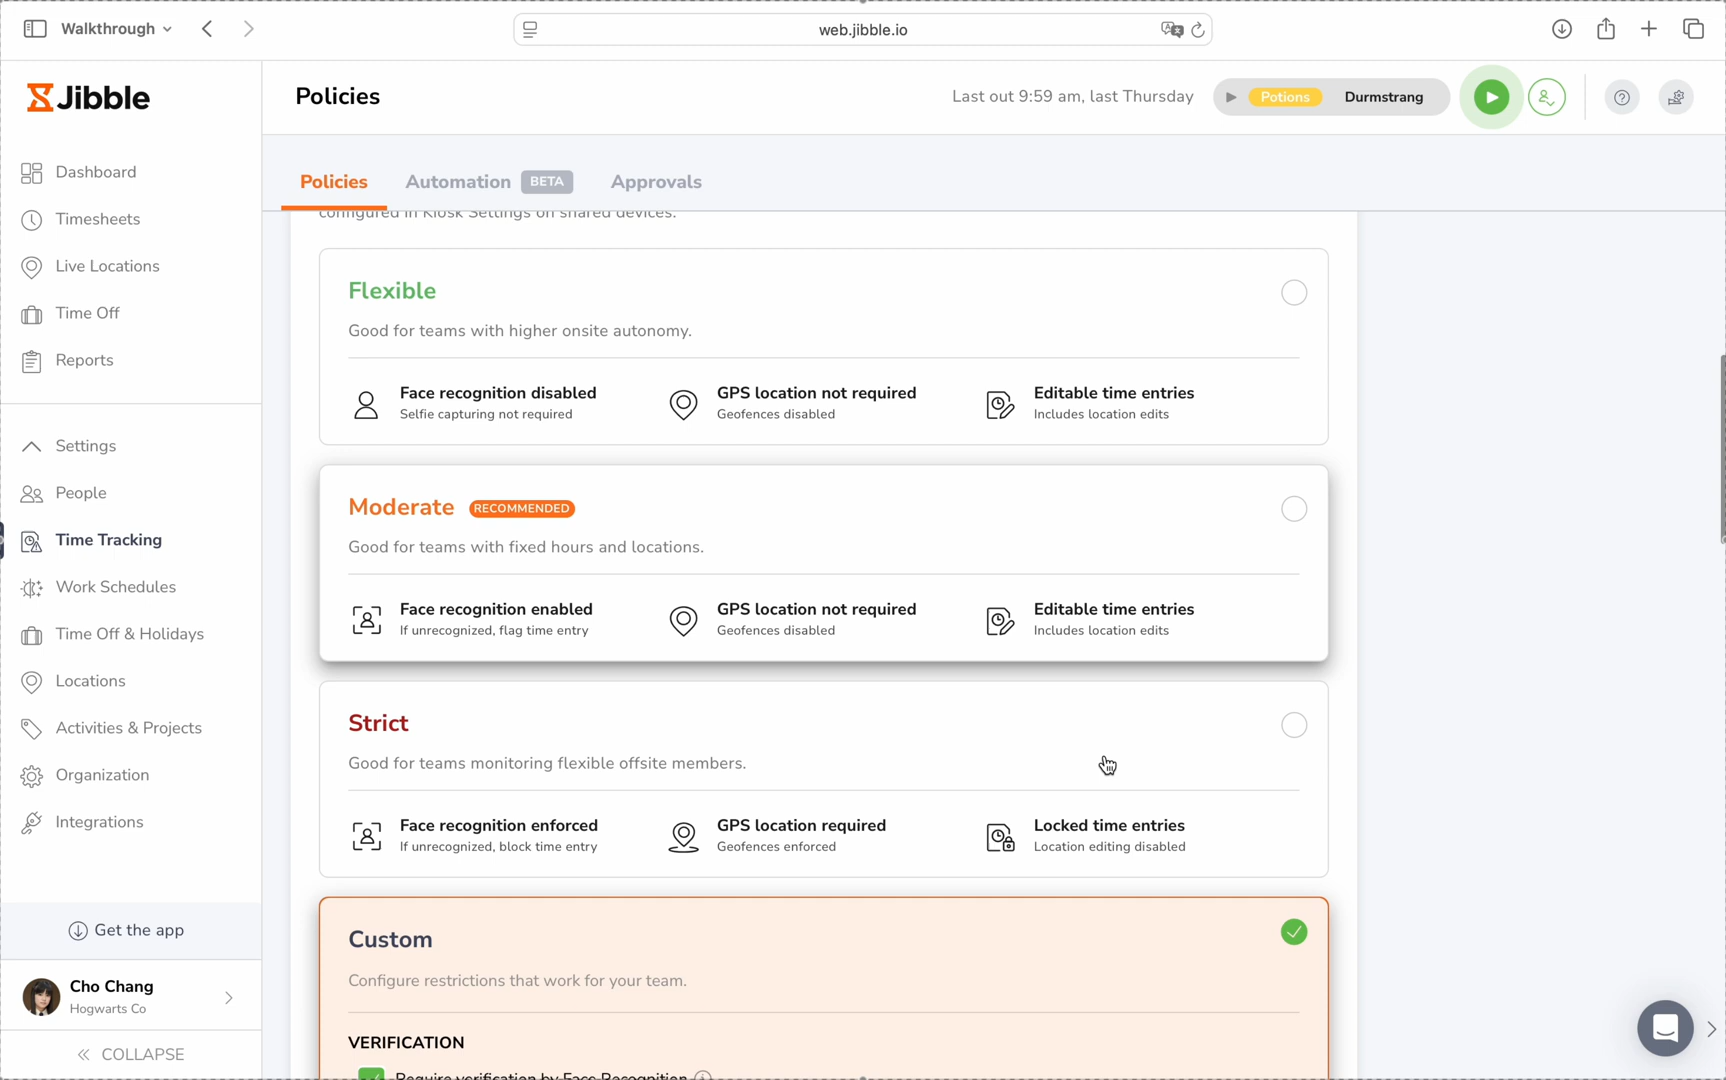 Walkthrough
web.jibble.io
Jibble
Policies
Last out 9:59 am, last Thursday
Potions
Durmstrang
Dashboard
Timesheets
Live Locations
Time Off
Reports
Settings
People
Time Tracking
Work Schedules
Time Off & Holidays
Locations
Activities & Projects
Organization
Integrations
Get the app
Cho Chang
Hogwarts Co
COLLAPSE
Policies
Automation BETA
Approvals
configured in Kiosk Settings on shared devices.
Flexible
Good for teams with higher onsite autonomy.
Face recognition disabled
Selfie capturing not required
GPS location not required
Geofences disabled
Editable time entries
Includes location edits
Moderate RECOMMENDED
Good for teams with fixed hours and locations.
Face recognition enabled
If unrecognized, flag time entry
GPS location not required
Geofences disabled
Editable time entries
Includes location edits
Strict
Good for teams monitoring flexible offsite members.
Face recognition enforced
If unrecognized, block time entry
GPS location required
Geofences enforced
Locked time entries
Location editing disabled
Custom
Configure restrictions that work for your team.
VERIFICATION
Require verification by Face Recognition